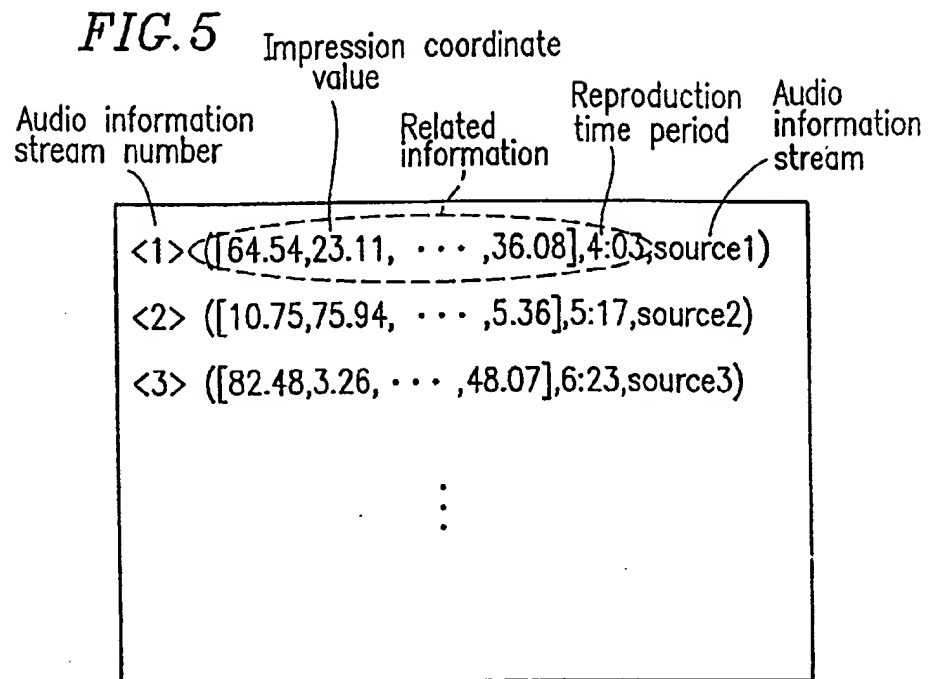 FIG.5
Impression coordinate
value
Audio information
stream number
Related
information
Reproduction
time period
Audio
information
stream
<1> ([64.54,23.11, ··· ,36.08],4:03,source1)
<2> ([10.75,75.94, ··· ,5.36],5:17,source2)
<3> ([82.48,3.26, ··· ,48.07],6:23,source3)